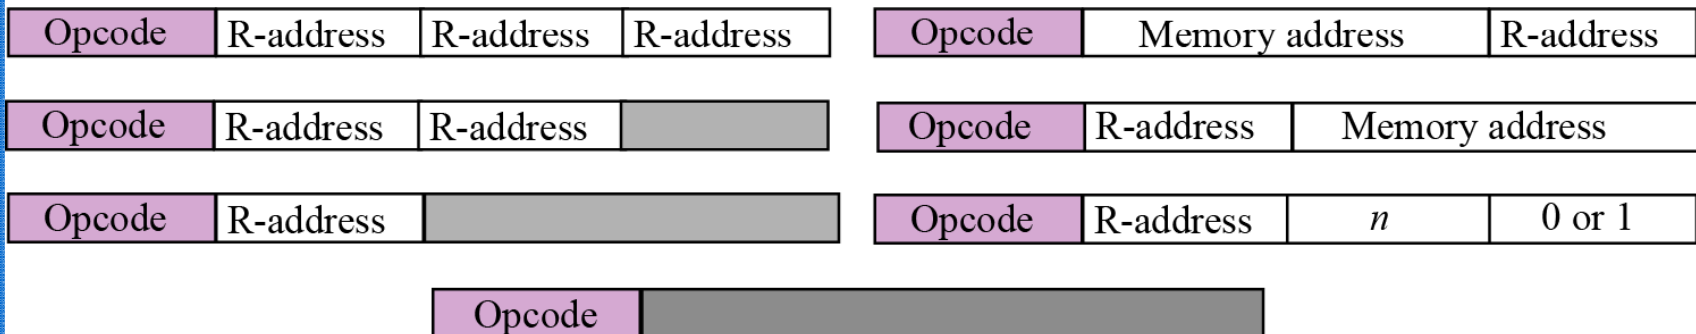 Opcode R-address R-address R-address
Opcode Memory address R-address
Opcode R-address R-address
Opcode R-address Memory address
Opcode R-address
Opcode R-address n 0 or 1
Opcode